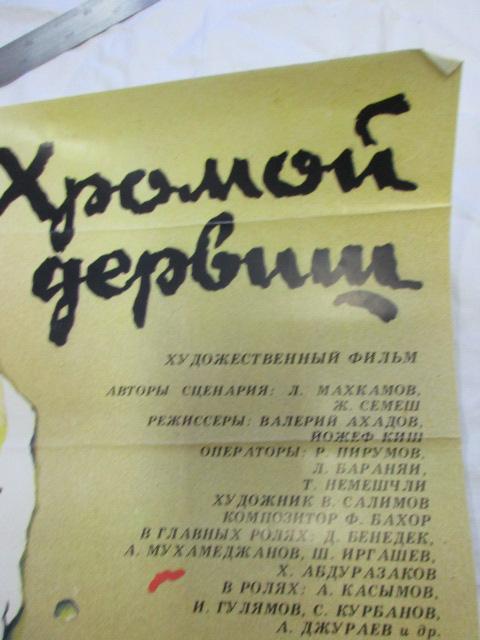 Хромой
дервиш
ХУДОЖЕСТВЕННЫЙ ФИЛЬМ
АВТОРЫ СЦЕНАРИЯ: Л. МАХКАМОВ,
Ж. СЕМЕШ
РЕЖИССЕРЫ: ВАЛЕРИЙ АХАДОВ,
ЙОЖЕФ КИШ
ОПЕРАТОРЫ: Р. ПИРУМОВ,
Л. БАРАНЯИ,
Т. НЕМЕШЧЛИ
ХУДОЖНИК В. САЛИМОВ
КОМПОЗИТОР Ф. БАХОР
В ГЛАВНЫХ РОЛЯХ: Д. БЕНЕДЕК,
А. МУХАМЕДЖАНОВ, Ш. ИРГАШЕВ,
Х. АБДУРАЗАКОВ
В РОЛЯХ: А. КАСЫМОВ,
И. ГУЛЯМОВ, С. КУРБАНОВ,
А. ДЖУРАЕВ и др.